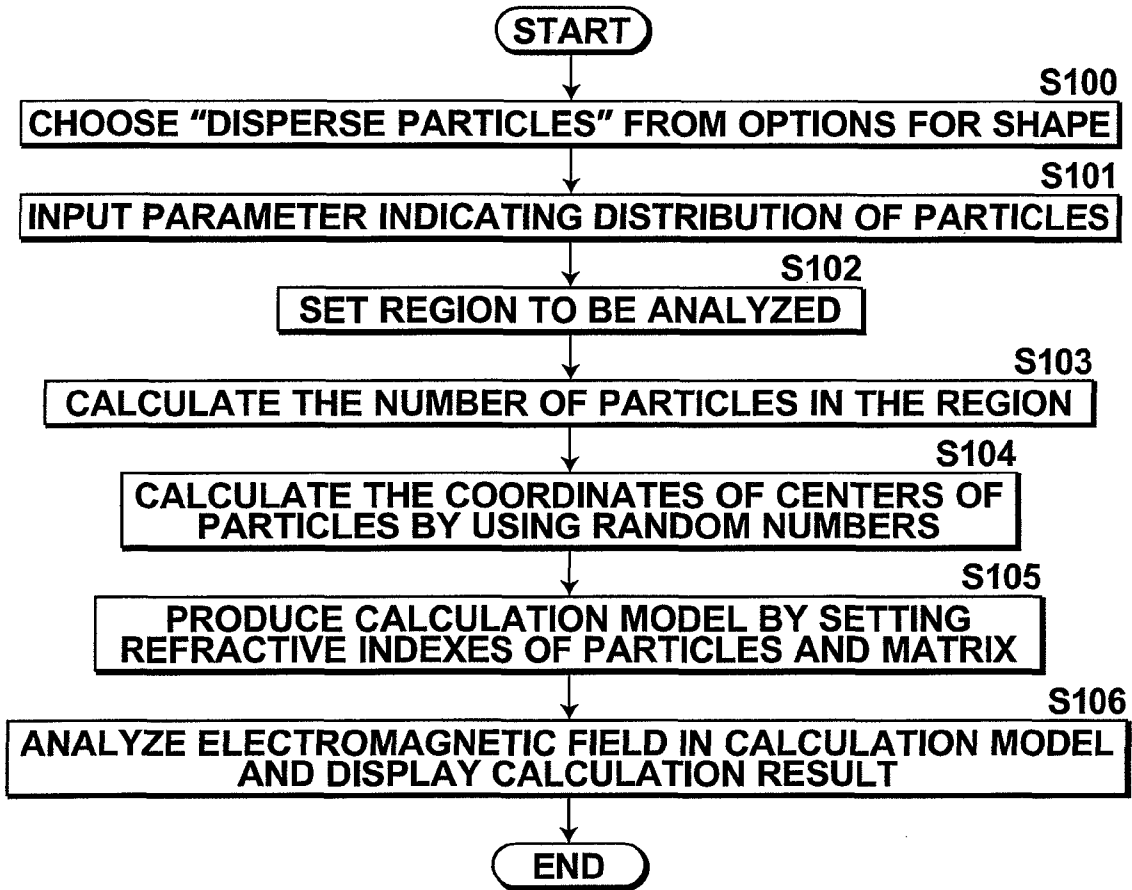 START
S100
CHOOSE “DISPERSE PARTICLES” FROM OPTIONS FOR SHAPE
S101
INPUT PARAMETER INDICATING DISTRIBUTION OF PARTICLES
S102
SET REGION TO BE ANALYZED
S103
CALCULATE THE NUMBER OF PARTICLES IN THE REGION
S104
CALCULATE THE COORDINATES OF CENTERS OF
PARTICLES BY USING RANDOM NUMBERS
S105
PRODUCE CALCULATION MODEL BY SETTING
REFRACTIVE INDEXES OF PARTICLES AND MATRIX
S106
ANALYZE ELECTROMAGNETIC FIELD IN CALCULATION MODEL
AND DISPLAY CALCULATION RESULT
END